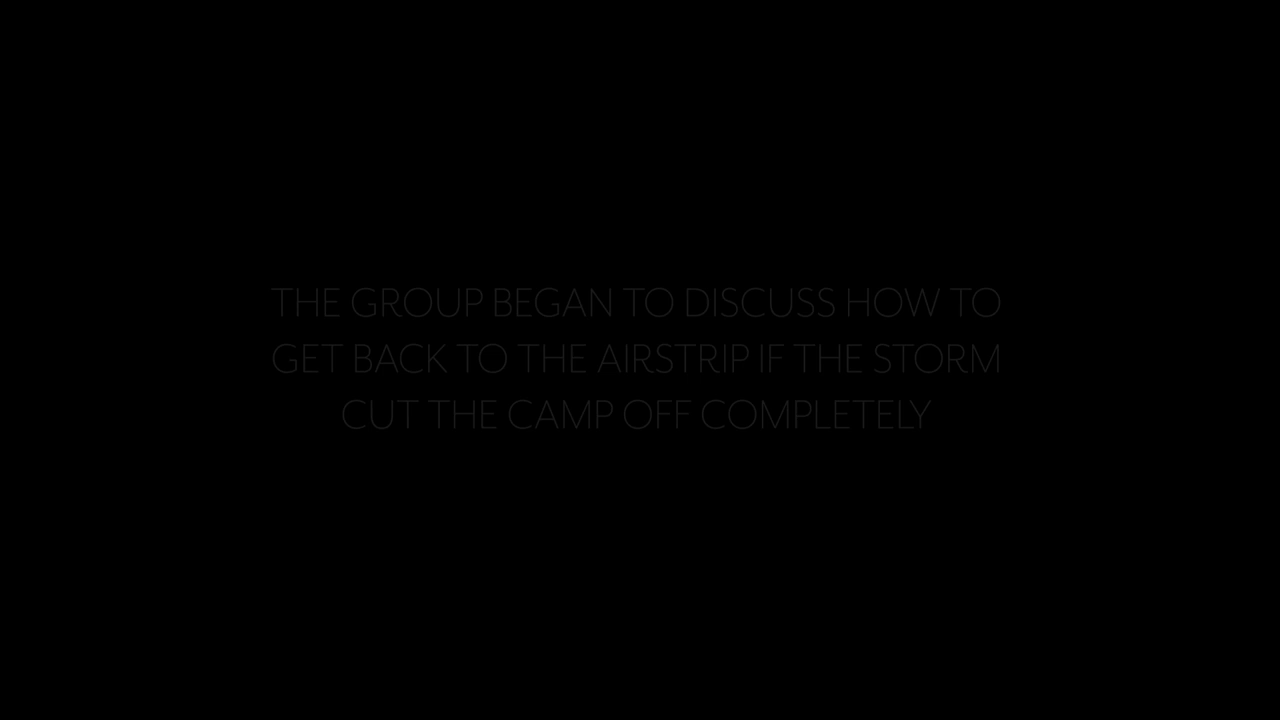 THE GROUP BEGAN TO DISCUSS HOW TO
GET BACK TO THE AIRSTRIP IF THE STORM
CUT THE CAMP OFF COMPLETELY